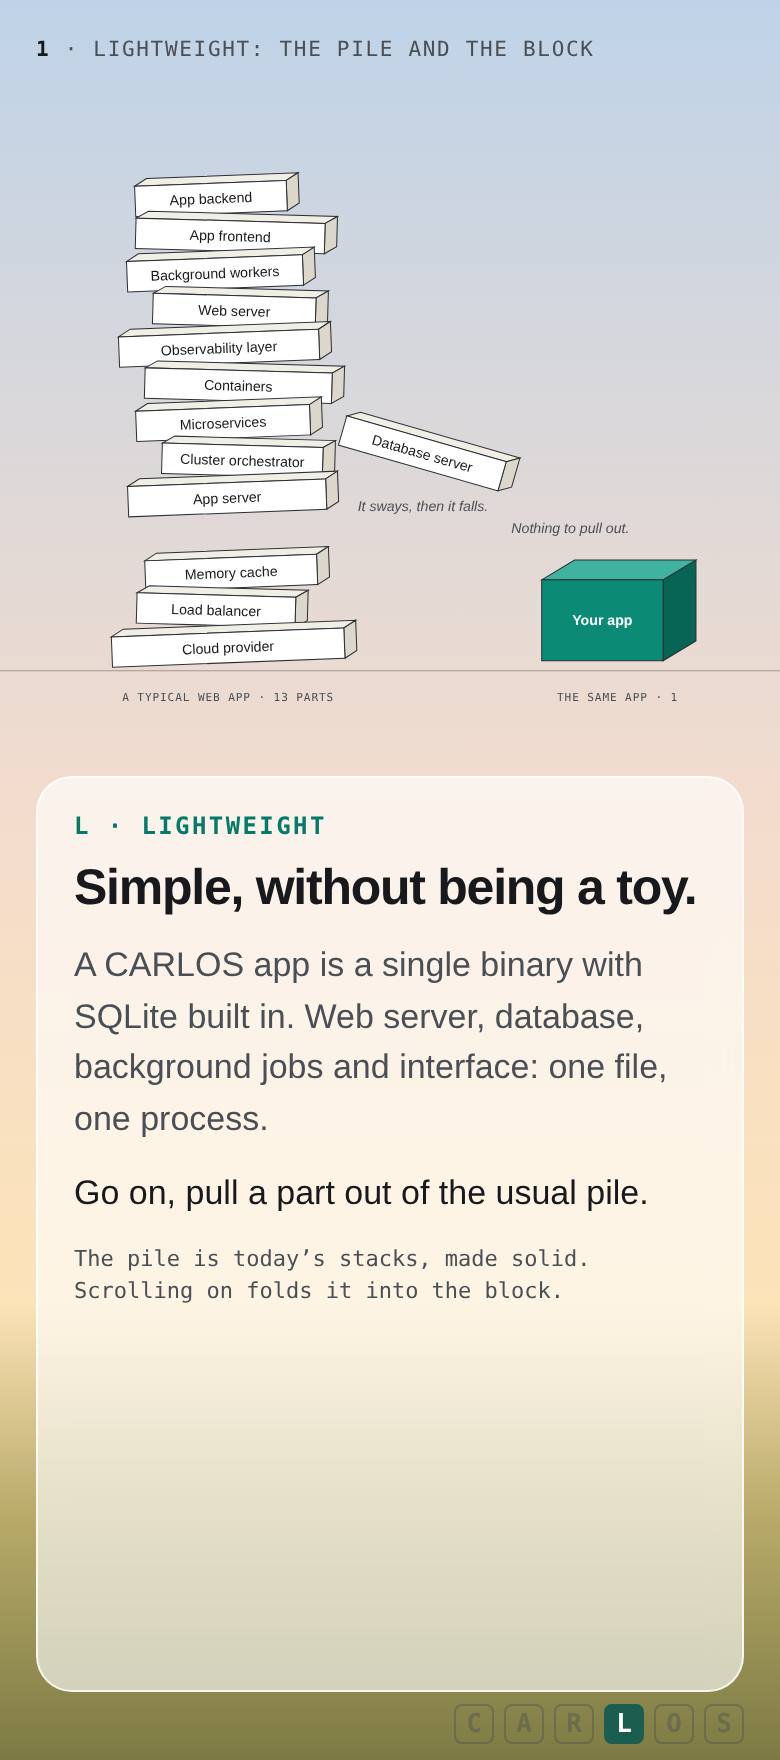 1 · LIGHTWEIGHT: THE PILE AND THE BLOCK
App backend
App frontend
Background workers
Web server
Observability layer
Containers
Microservices
Database server
Cluster orchestrator
App server
It sways, then it falls.
Nothing to pull out.
Memory cache
Load balancer
Your app
Cloud provider
A TYPICAL WEB APP · 13 PARTS
THE SAME APP · 1
L · LIGHTWEIGHT
Simple, without being a toy.
A CARLOS app is a single binary with
SQLite built in. Web server, database,
background jobs and interface: one file,
one process.
Go on, pull a part out of the usual pile.
The pile is today’s stacks, made solid.
Scrolling on folds it into the block.
C A R L O S